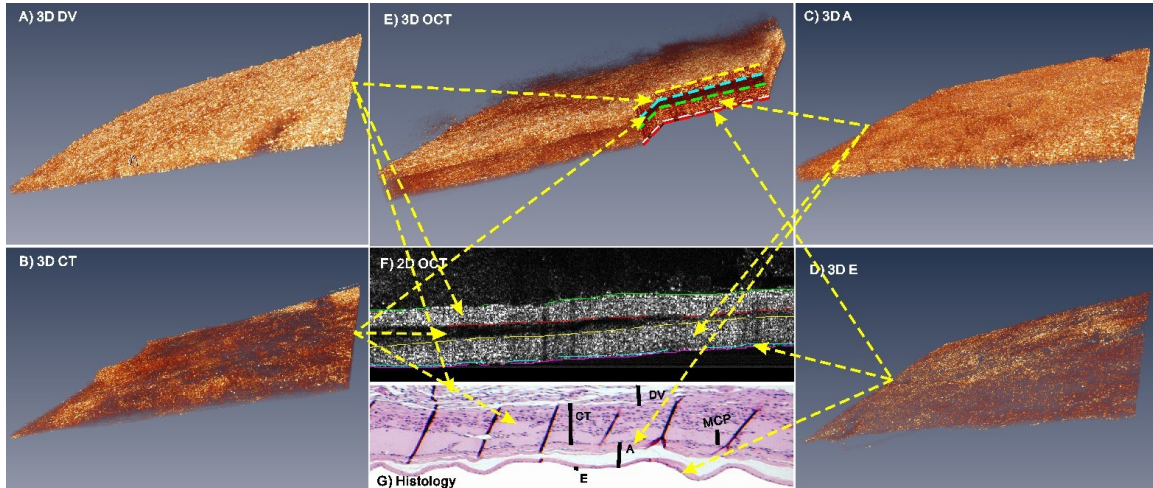 A) 3D DV
E) 3D OCT
C) 3D A
B) 3D CT
F) 2D OCT
D) 3D E
DV
CT
MCP
A
E
G) Histology